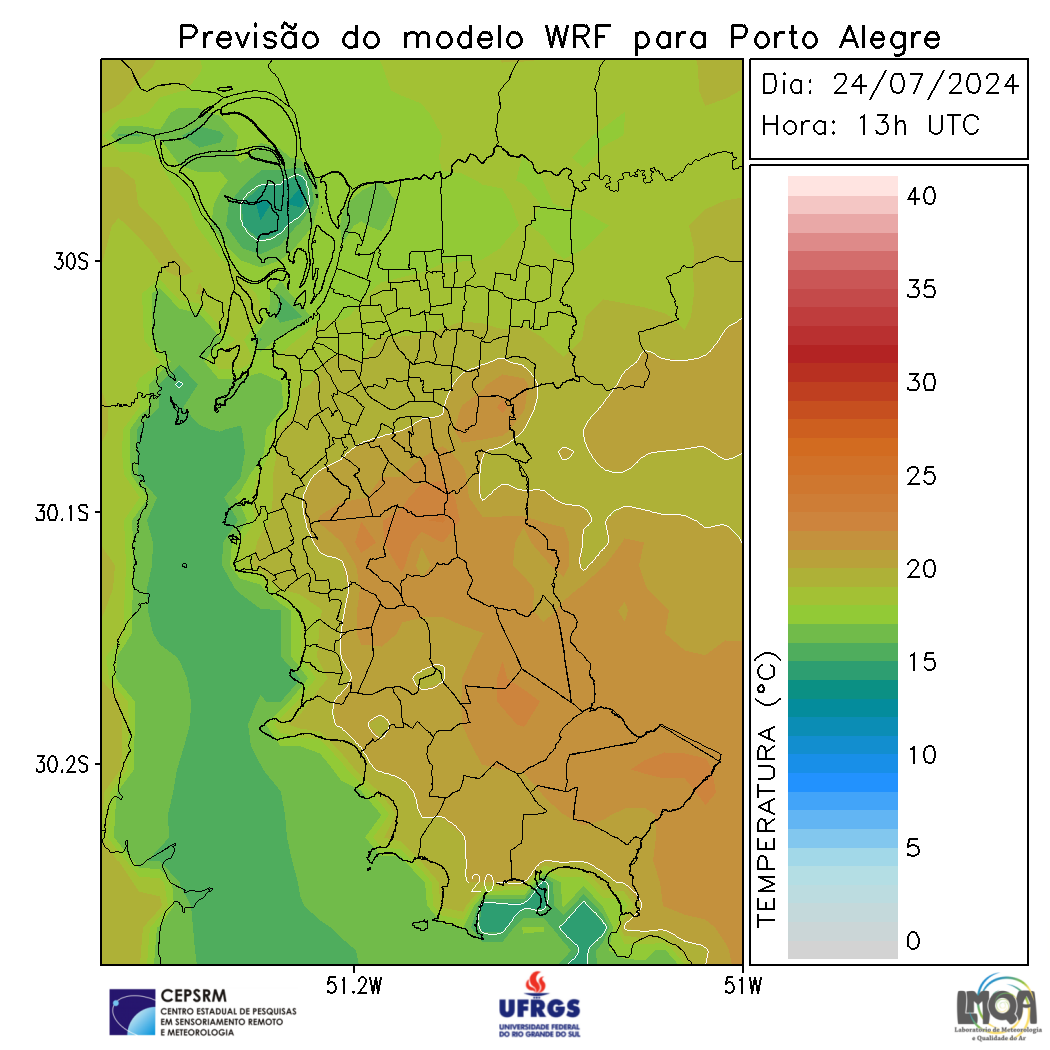 Previsão do modelo WRF para Porto Alegre
Dia: 24/07/2024
Hora: 13h UTC
30S
30.1S
30.2S
51.2W
51W
20
TEMPERATURA (°C)
40
35
30
25
20
15
10
5
0
CEPSRM
CENTRO ESTADUAL DE PESQUISAS
EM SENSORIAMENTO REMOTO
E METEOROLOGIA
UFRGS
UNIVERSIDADE FEDERAL
DO RIO GRANDE DO SUL
LMQA
Laboratório de Meteorologia
e Qualidade do Ar